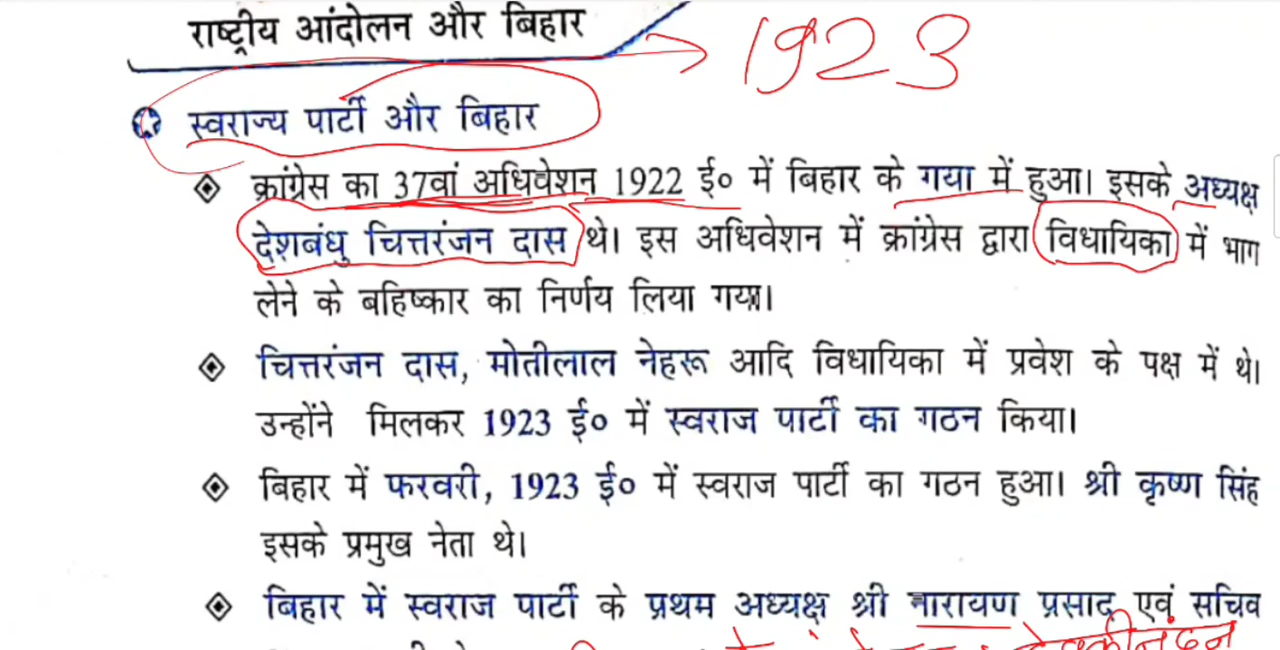 राष्ट्रीय आंदोलन और बिहार
1923
स्वराज्य पार्टी और बिहार
क्रांग्रेस का 37वां अधिवेशन 1922 ई० में बिहार के गया में हुआ। इसके अध्यक्ष
देशबंधु चित्तरंजन दास थे। इस अधिवेशन में क्रांग्रेस द्वारा विधायिका में भाग
लेने के बहिष्कार का निर्णय लिया गया।
चित्तरंजन दास, मोतीलाल नेहरू आदि विधायिका में प्रवेश के पक्ष में थे।
उन्होंने मिलकर 1923 ई० में स्वराज पार्टी का गठन किया।
बिहार में फरवरी, 1923 ई० में स्वराज पार्टी का गठन हुआ। श्री कृष्ण सिंह
इसके प्रमुख नेता थे।
बिहार में स्वराज पार्टी के प्रथम अध्यक्ष श्री नारायण प्रसाद एवं सचिव